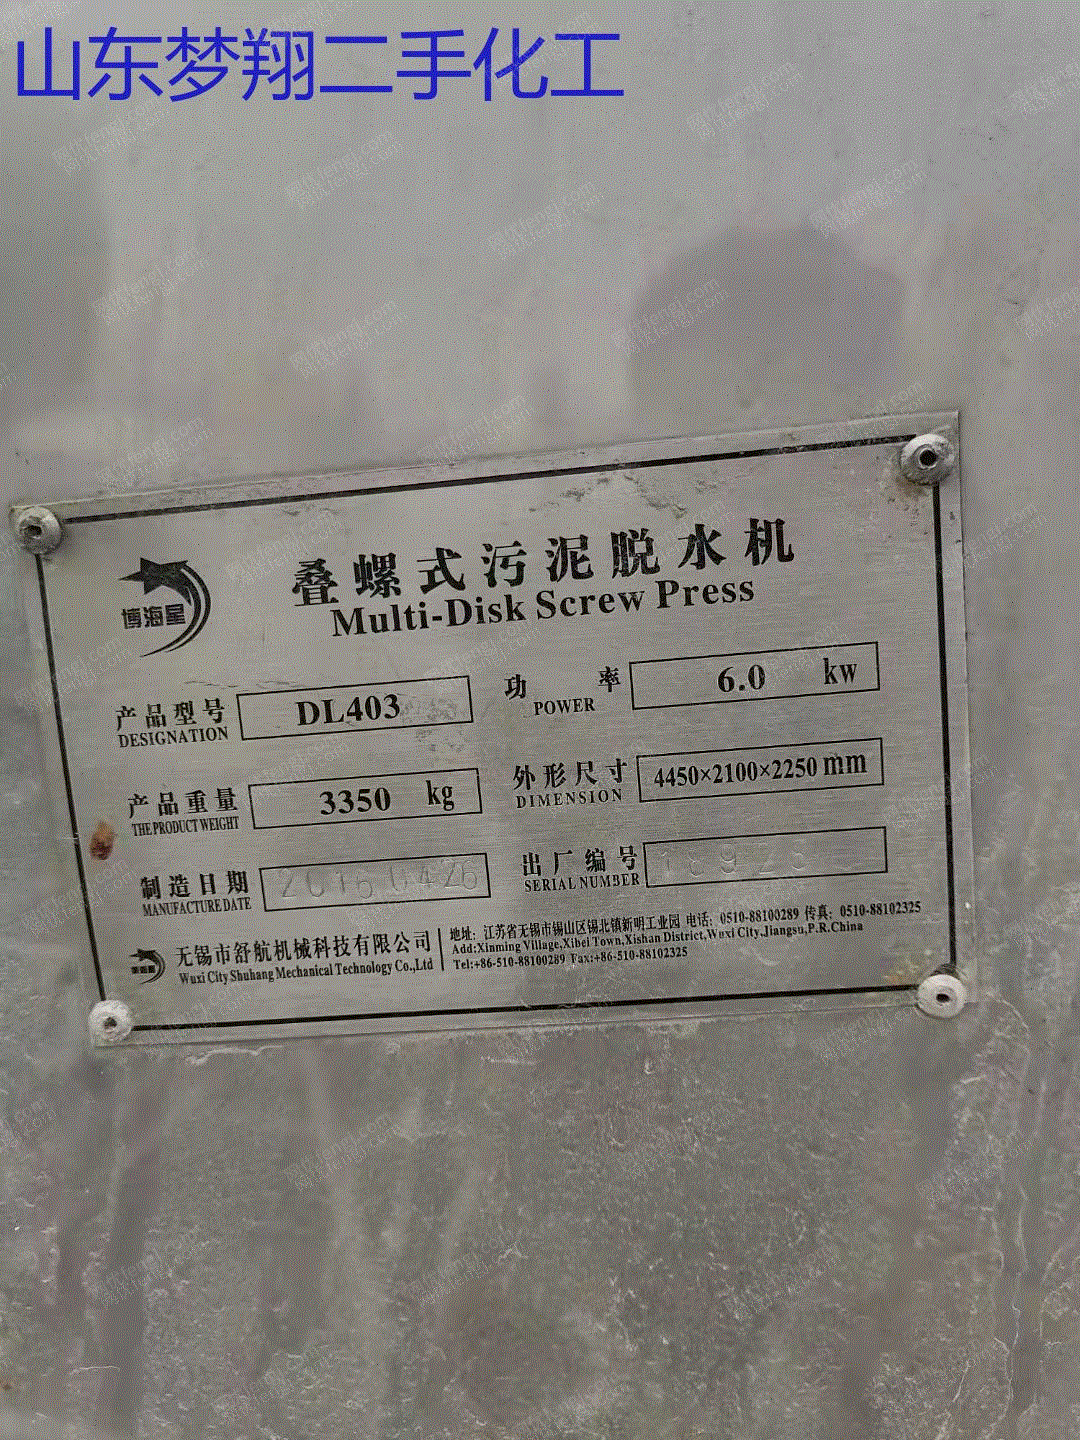 山东梦翔二手化工
博海星
叠螺式污泥脱水机
Multi-Disk Screw Press
产品型号 DL403 功率 6.0 kw
DESIGNATION POWER
产品重量 3350 kg 外形尺寸 4450×2100×2250 mm
THE PRODUCT WEIGHT DIMENSION
制造日期 20160426 出厂编号
MANUFACTURE DATE SERIAL NUMBER
无锡市舒航机械科技有限公司
Wuxi City Shuhang Mechanical Technology Co.,Ltd
地址: 江苏省无锡市锡山区锡北镇新明工业园 电话: 0510-88100289 传真: 0510-88102325
Add:Xinming Village,Xibei Town,Xishan District,Wuxi City,Jiangsu,P.R.China
Tel:+86-510-88100289 Fax:+86-510-88102325